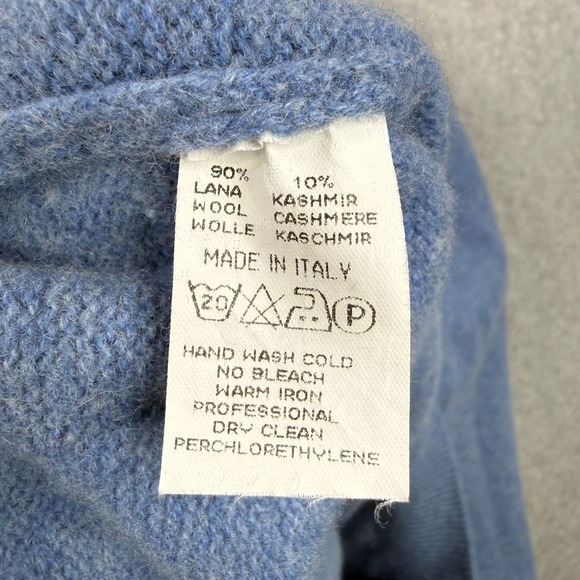 90% 10%
LANA KASHMIR
WOOL CASHMERE
WOLLE KASCHMIR
MADE IN ITALY
20 P
HAND WASH COLD
NO BLEACH
WARM IRON
PROFESSIONAL
DRY CLEAN
PERCHLORETHYLENE